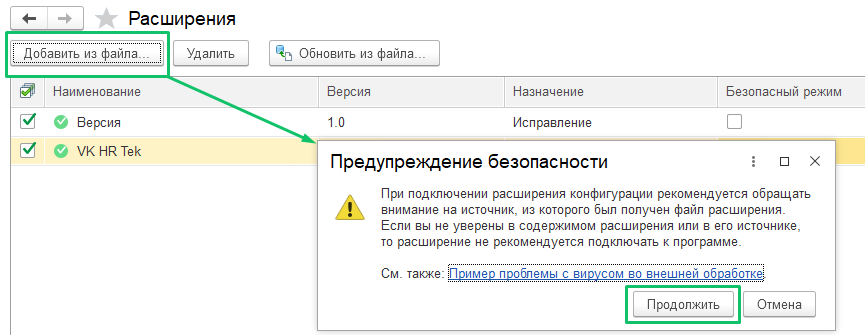 Расширения
Добавить из файла... Удалить Обновить из файла...
Наименование Версия Назначение Безопасный режим
Версия 1.0 Исправление
VK HR Tek
Предупреждение безопасности
При подключении расширения конфигурации рекомендуется обращать
внимание на источник, из которого был получен файл расширения.
Если вы не уверены в содержимом расширения или в его источнике,
то расширение не рекомендуется подключать к программе.
См. также: Пример проблемы с вирусом во внешней обработке.
Продолжить Отмена